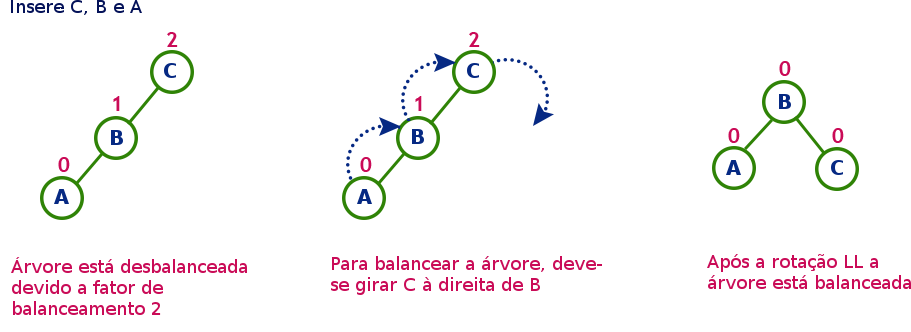 Insere C, B e A
2
C
1
B
0
A
Árvore está desbalanceada
devido a fator de
balanceamento 2
2
C
1
B
0
A
Para balancear a árvore, deve-
se girar C à direita de B
0
B
0
0
A
C
Após a rotação LL a
árvore está balanceada